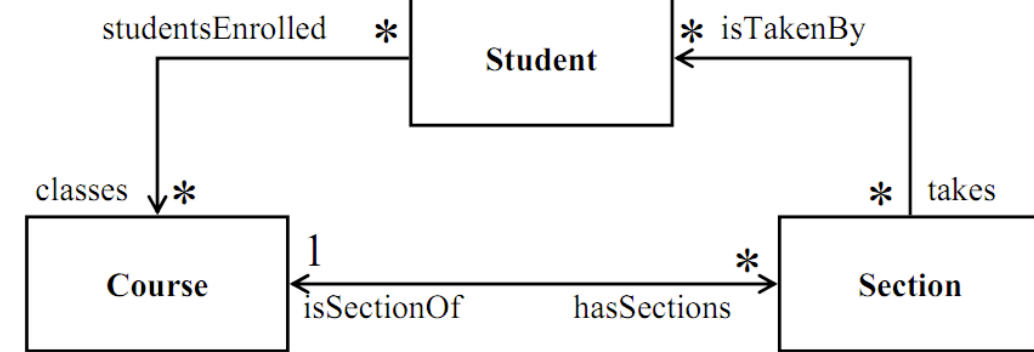 studentsEnrolled * * isTakenBy
Student
classes * * takes
1 *
Course Section
isSectionOf hasSections